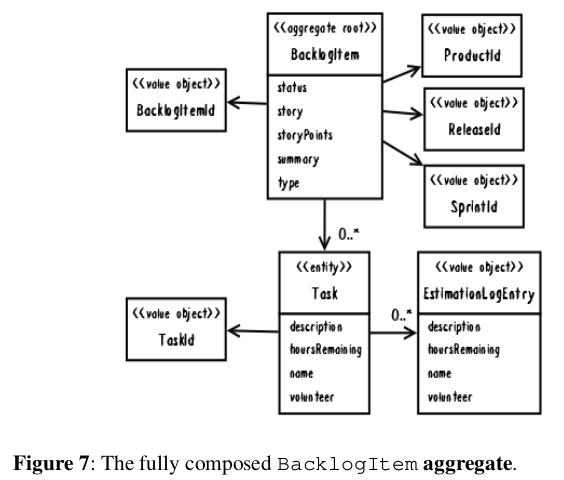 <<aggregate root>>
BacklogItem
status
story
storyPoints
summary
type
<<value object>>
BacklogItemId
<<value object>>
ProductId
<<value object>>
ReleaseId
<<value object>>
SprintId
0..*
<<entity>>
Task
description
hoursRemaining
name
volunteer
<<value object>>
TaskId
0..*
<<value object>>
EstimationLogEntry
description
hoursRemaining
name
volunteer
Figure 7: The fully composed BacklogItem aggregate.